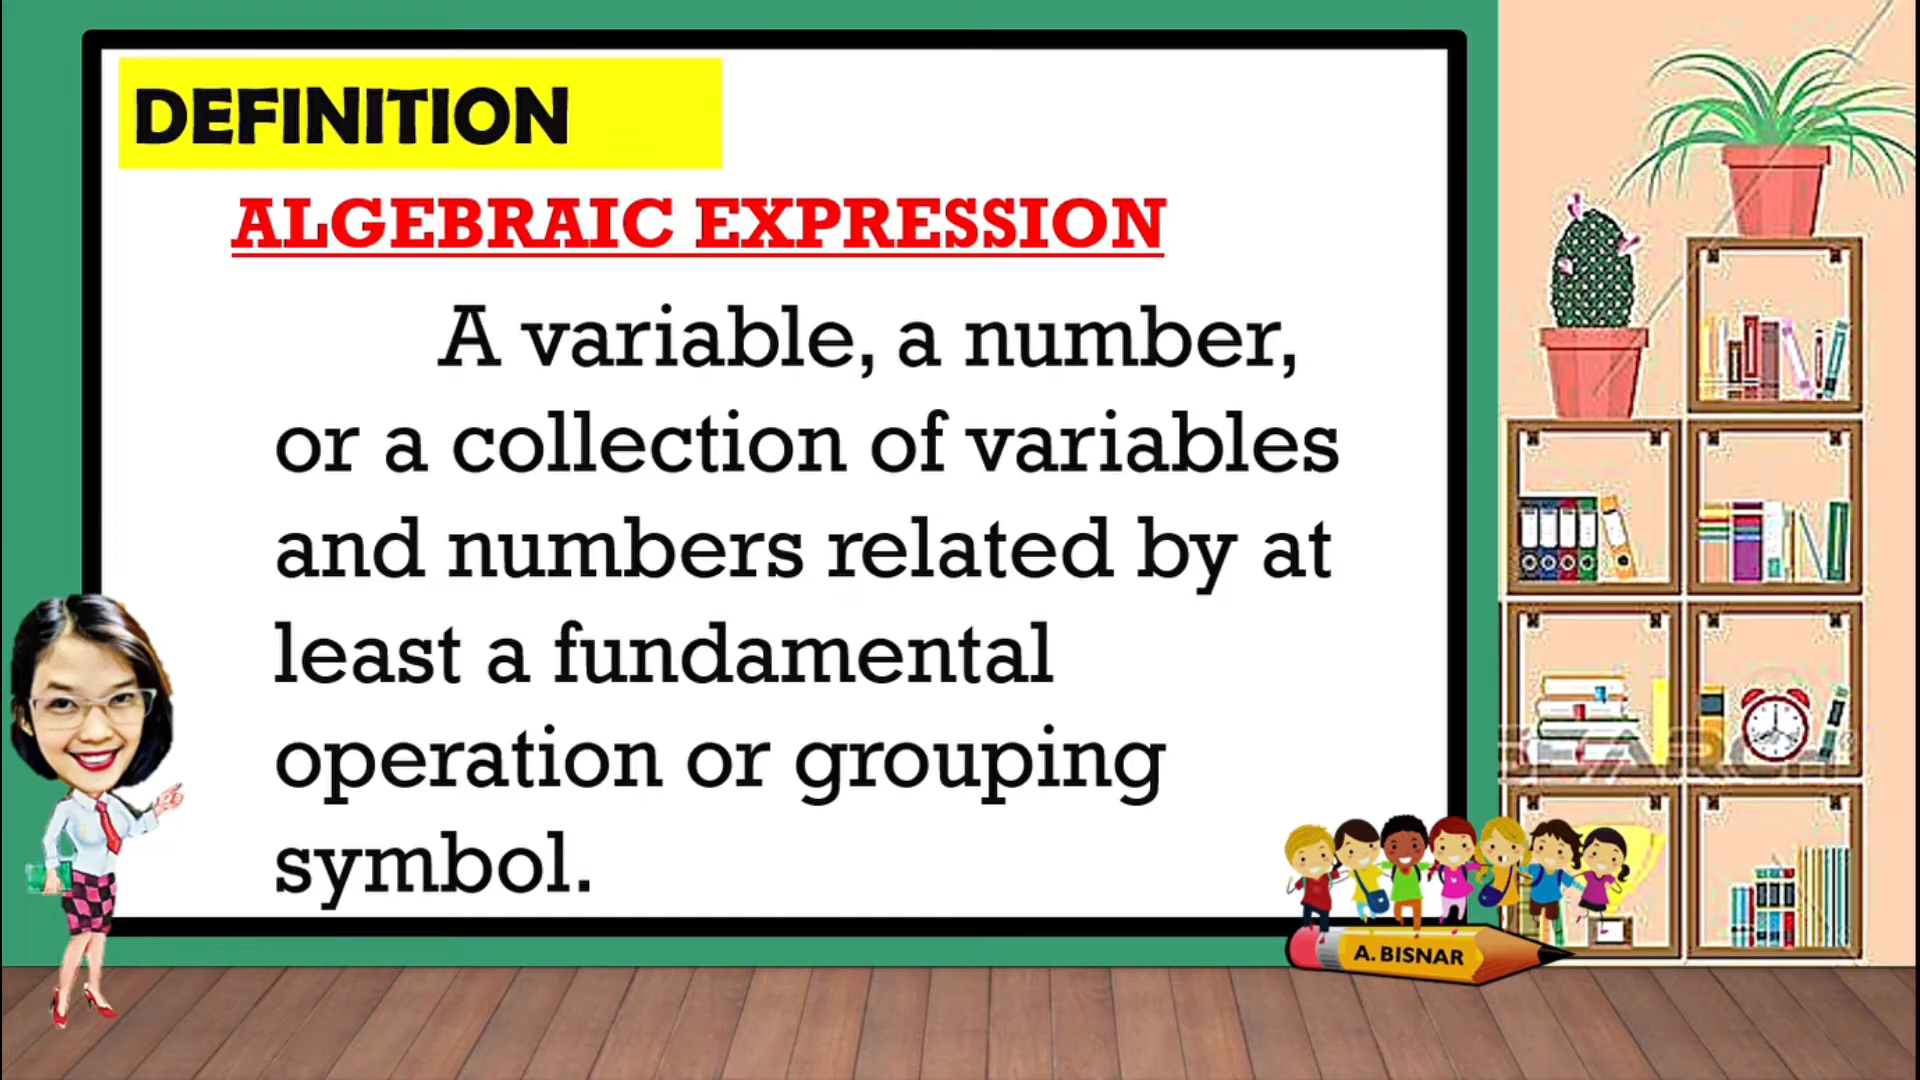 DEFINITION
ALGEBRAIC EXPRESSION
A variable, a number,
or a collection of variables
and numbers related by at
least a fundamental
operation or grouping
symbol.
A. BISNAR